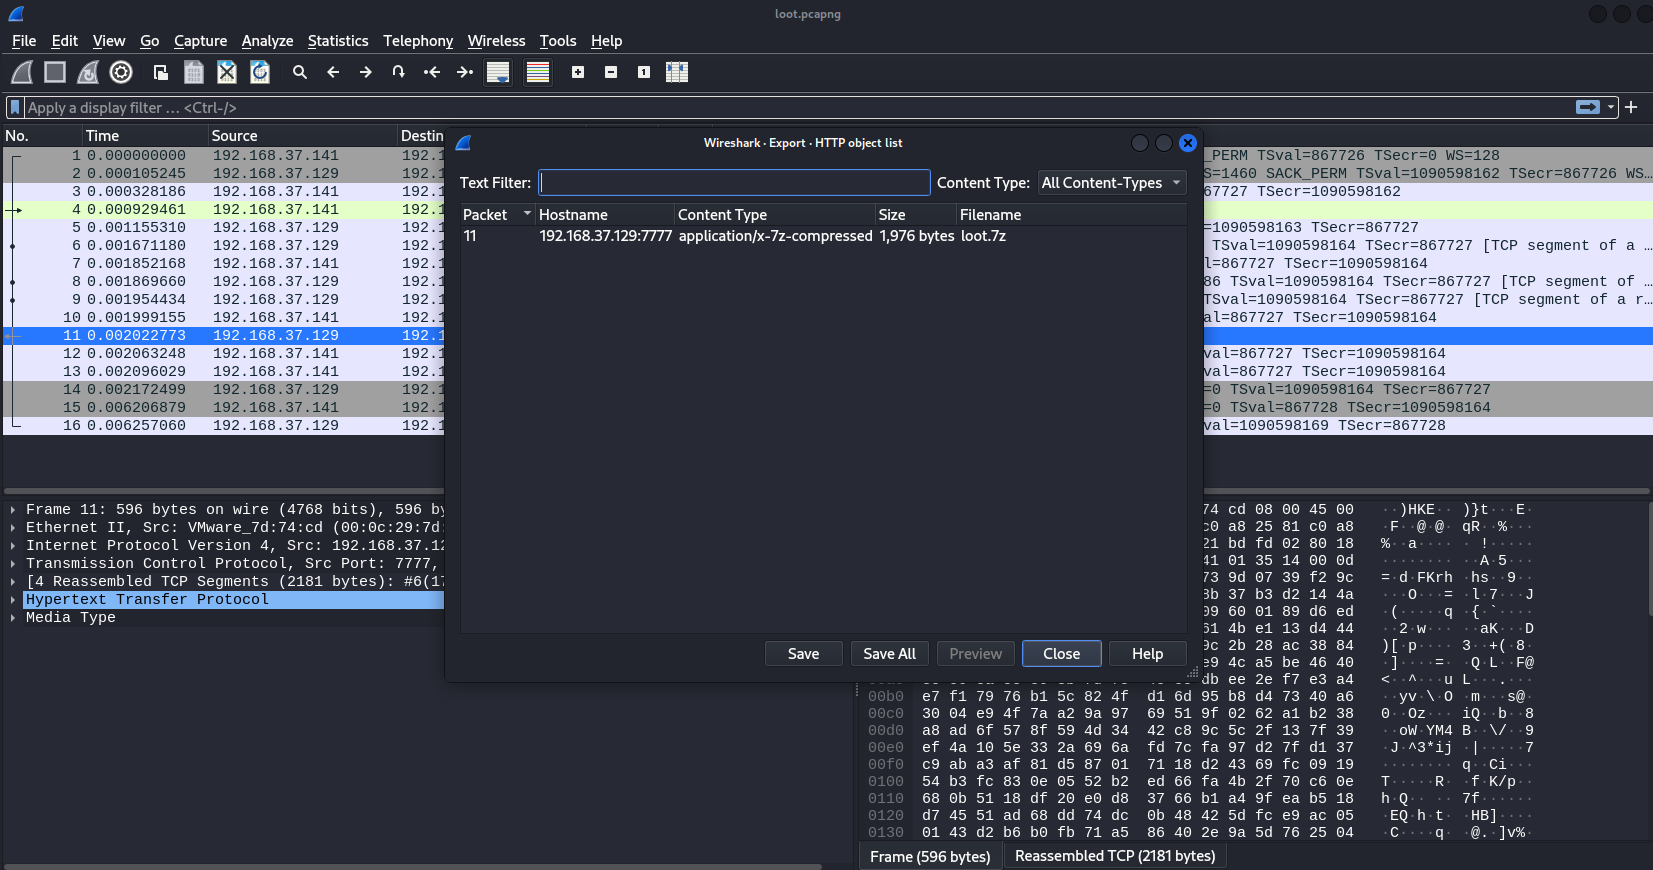 loot.pcapng
File Edit View Go Capture Analyze Statistics Telephony Wireless Tools Help
Apply a display filter … <Ctrl-/>
No. Time Source Destin
1 0.000000000 192.168.37.141 192.1 _PERM TSval=867726 TSecr=0 WS=128
2 0.000105245 192.168.37.129 192.1 S=1460 SACK_PERM TSval=1090598162 TSecr=867726 WS…
3 0.000328186 192.168.37.141 192.1 67727 TSecr=1090598162
4 0.000929461 192.168.37.141 192.1
5 0.001155310 192.168.37.129 192.1 =1090598163 TSecr=867727
6 0.001671180 192.168.37.129 192.1 TSval=1090598164 TSecr=867727 [TCP segment of a …
7 0.001852168 192.168.37.141 192.1 l=867727 TSecr=1090598164
8 0.001869660 192.168.37.129 192.1 86 TSval=1090598164 TSecr=867727 [TCP segment of …
9 0.001954434 192.168.37.129 192.1 TSval=1090598164 TSecr=867727 [TCP segment of a r…
10 0.001999155 192.168.37.141 192.1 al=867727 TSecr=1090598164
11 0.002022773 192.168.37.129 192.1
12 0.002063248 192.168.37.141 192.1 val=867727 TSecr=1090598164
13 0.002096029 192.168.37.141 192.1 val=867727 TSecr=1090598164
14 0.002172499 192.168.37.129 192.1 =0 TSval=1090598164 TSecr=867727
15 0.006206879 192.168.37.141 192.1 =0 TSval=867728 TSecr=1090598164
16 0.006257060 192.168.37.129 192.1 val=1090598169 TSecr=867728
Wireshark · Export · HTTP object list
Text Filter: Content Type: All Content-Types
Packet Hostname Content Type Size Filename
11 192.168.37.129:7777 application/x-7z-compressed 1,976 bytes loot.7z
Save Save All Preview Close Help
Frame 11: 596 bytes on wire (4768 bits), 596 by
Ethernet II, Src: VMware_7d:74:cd (00:0c:29:7d:
Internet Protocol Version 4, Src: 192.168.37.12
Transmission Control Protocol, Src Port: 7777,
[4 Reassembled TCP Segments (2181 bytes): #6(17
Hypertext Transfer Protocol
Media Type
74 cd 08 00 45 00 ··)HKE··)}t···E·
c0 a8 25 81 c0 a8 ·F··@·@·qR··%···
21 bd fd 02 80 18 %··a·····!·····
41 01 35 14 00 0d ·········A·5···
73 9d 07 39 f2 9c =·d·FKrh·hs··9··
8b 37 b3 d2 14 4a ···O···=·l·7···J
09 60 01 89 d6 ed ·(·····q·{·`····
61 4b e1 13 d4 44 ··2·w·····aK···D
9c 2b 28 ac 38 84 )[·p····3··+(·8·
e9 4c a5 be 46 40 ·]····=··Q·L··F@
db ee 2e f7 e3 a4 <··^···uL···.···
00b0 e7 f1 79 76 b1 5c 82 4f d1 6d 95 b8 d4 73 40 a6 ··yv·\·O·m···s@·
00c0 30 04 e9 4f 7a a2 9a 97 69 51 9f 02 62 a1 b2 38 0··Oz···iQ··b··8
00d0 a8 ad 6f 57 8f 59 4d 34 42 c8 9c 5c 2f 13 7f 39 ··oW·YM4B··\/··9
00e0 ef 4a 10 5e 33 2a 69 6a fd 7c fa 97 d2 7f d1 37 ·J·^3*ij·|·····7
00f0 c9 ab a3 af 81 d5 87 01 71 18 d2 43 69 fc 09 19 ········q··Ci···
0100 54 b3 fc 83 0e 05 52 b2 ed 66 fa 4b 2f 70 c6 0e T·····R··f·K/p··
0110 68 0b 51 18 df 20 e0 d8 37 66 b1 a4 9f ea b5 18 h·Q·· ··7f······
0120 d7 45 51 ad 68 dd 74 dc 0b 48 42 5d fc e9 ac 05 ·EQ·h·t··HB]····
0130 01 43 d2 b6 b0 fb 71 a5 86 40 2e 9a 5d 76 25 04 ·C····q··@.·]v%·
Frame (596 bytes) Reassembled TCP (2181 bytes)